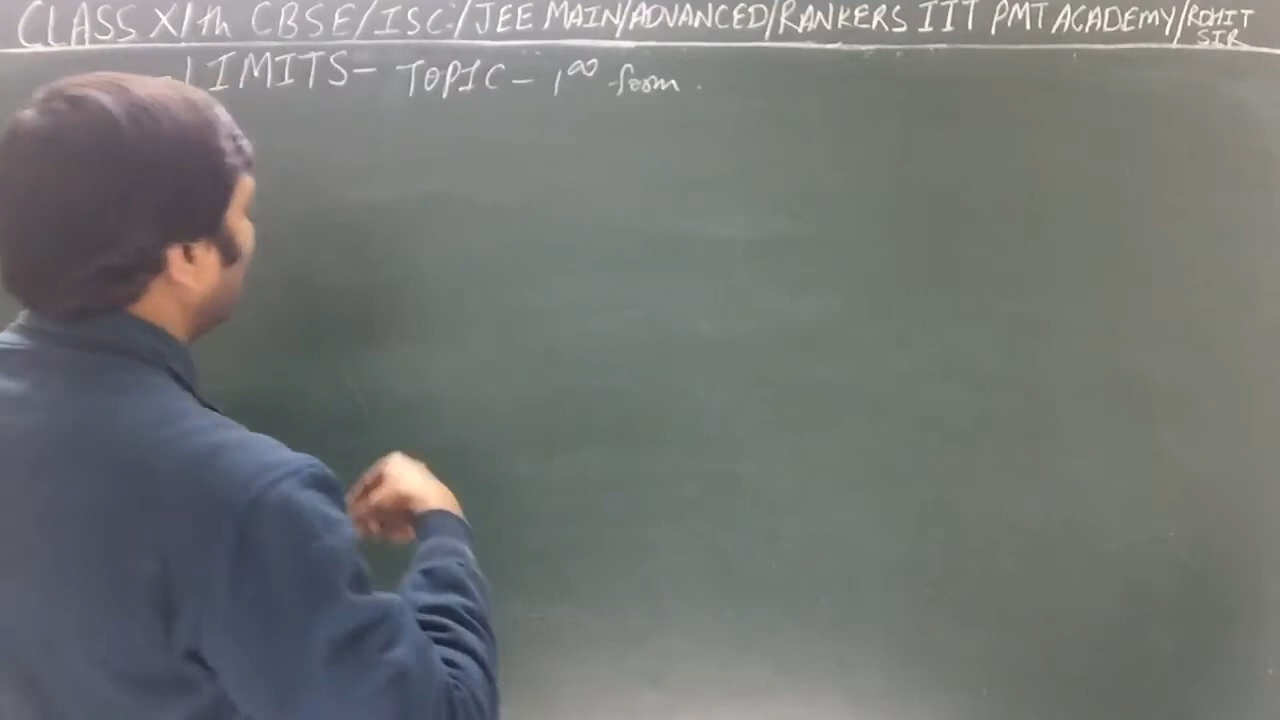 CLASS XIth CBSE/ISC/JEE MAIN/ADVANCED/RANKERS IIT PMT ACADEMY/ROHIT SIR
LIMITS- TOPIC- 1^∞ form.